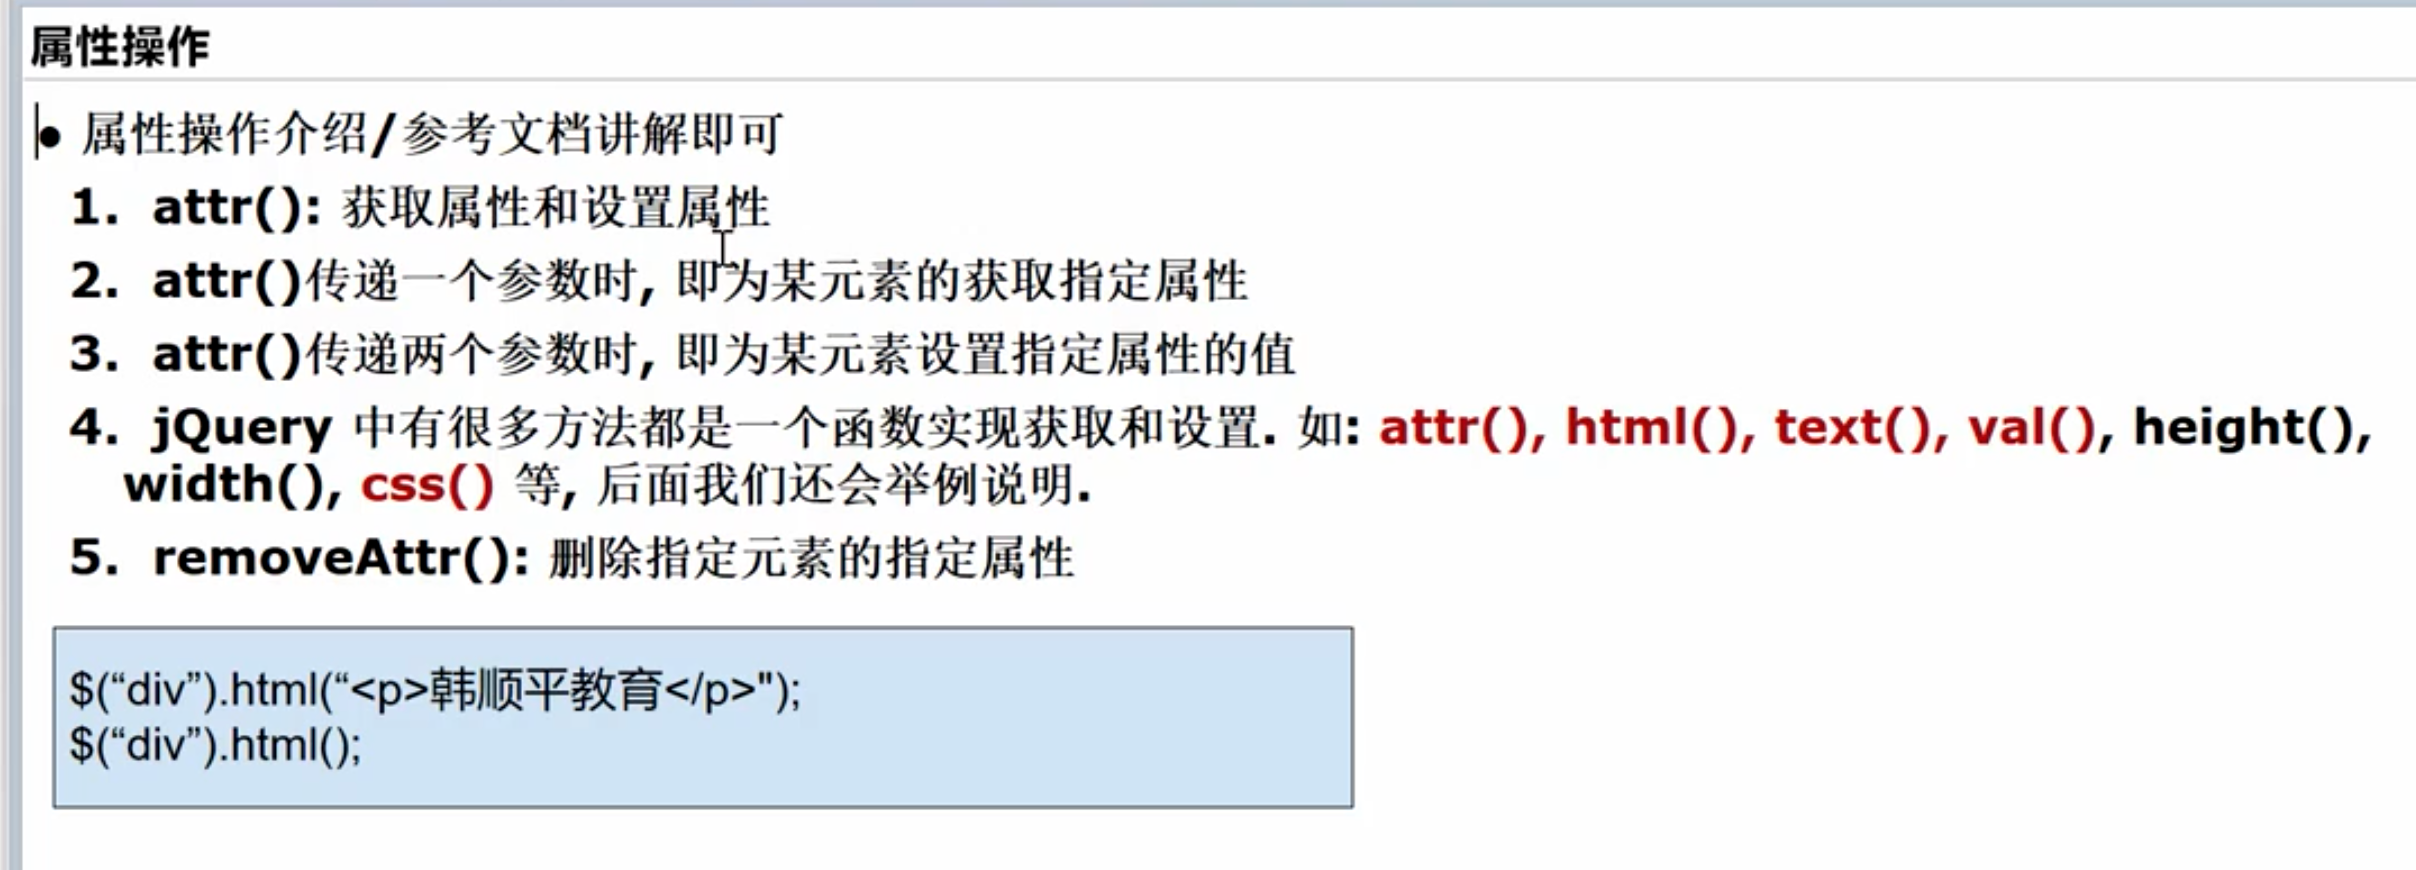 属性操作
● 属性操作介绍/参考文档讲解即可
1. attr(): 获取属性和设置属性
2. attr()传递一个参数时, 即为某元素的获取指定属性
3. attr()传递两个参数时, 即为某元素设置指定属性的值
4. jQuery 中有很多方法都是一个函数实现获取和设置. 如: attr(), html(), text(), val(), height(),
width(), css() 等, 后面我们还会举例说明.
5. removeAttr(): 删除指定元素的指定属性
$(“div”).html(“<p>韩顺平教育</p>");
$(“div”).html();